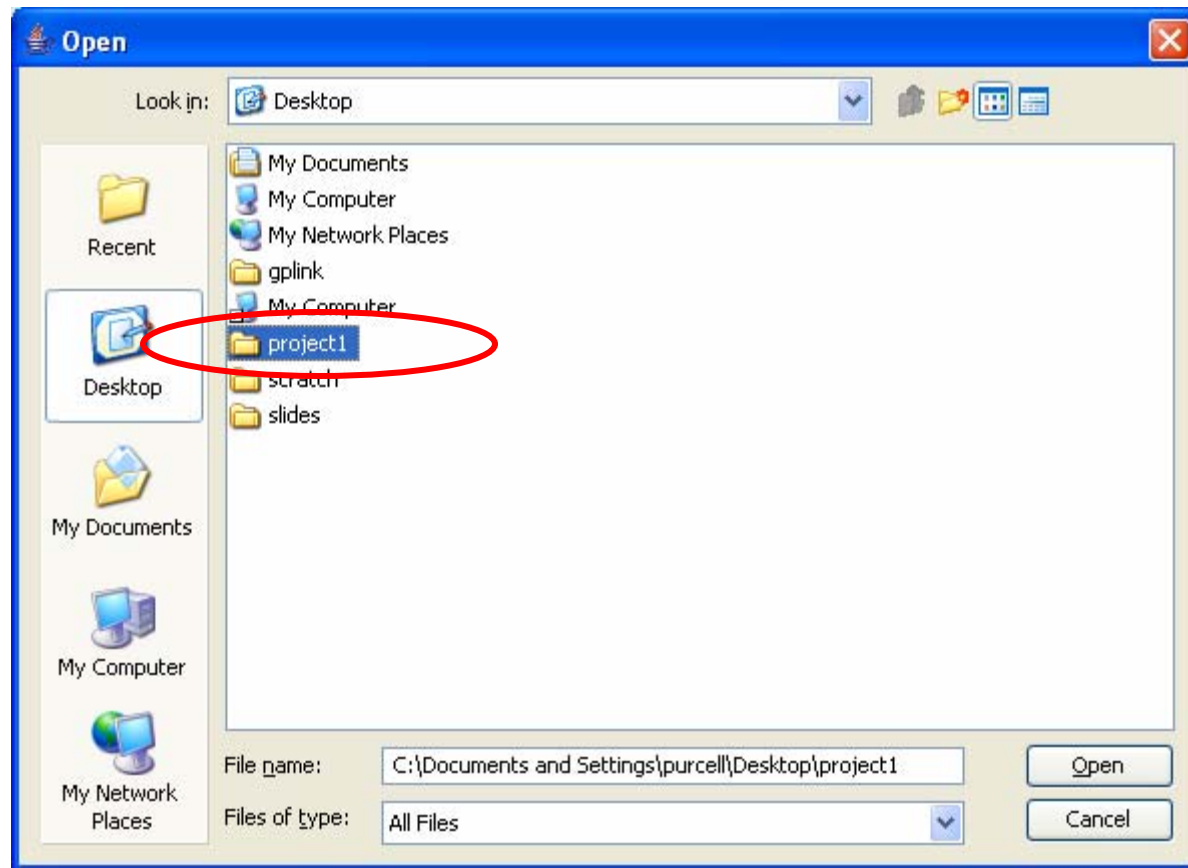 Open
Look in:
Desktop
Recent
Desktop
My Documents
My Computer
My Network
Places
My Documents
My Computer
My Network Places
gplink
My Computer
project1
scratch
slides
File name:
C:\Documents and Settings\purcell\Desktop\project1
Open
Files of type:
All Files
Cancel